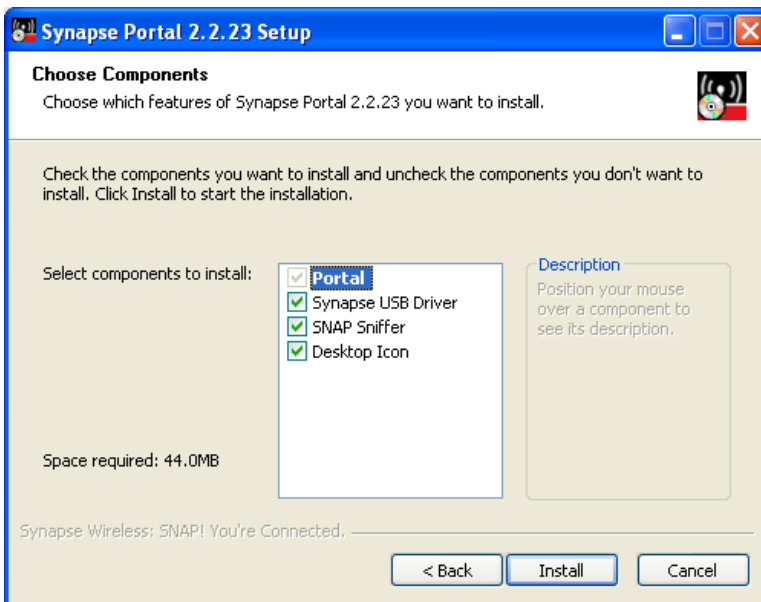 Synapse Portal 2.2.23 Setup
Choose Components
Choose which features of Synapse Portal 2.2.23 you want to install.
Check the components you want to install and uncheck the components you don't want to
install. Click Install to start the installation.
Select components to install:
Portal
Synapse USB Driver
SNAP Sniffer
Desktop Icon
Description
Position your mouse
over a component to
see its description.
Space required: 44.0MB
Synapse Wireless: SNAP! You're Connected.
< Back
Install
Cancel